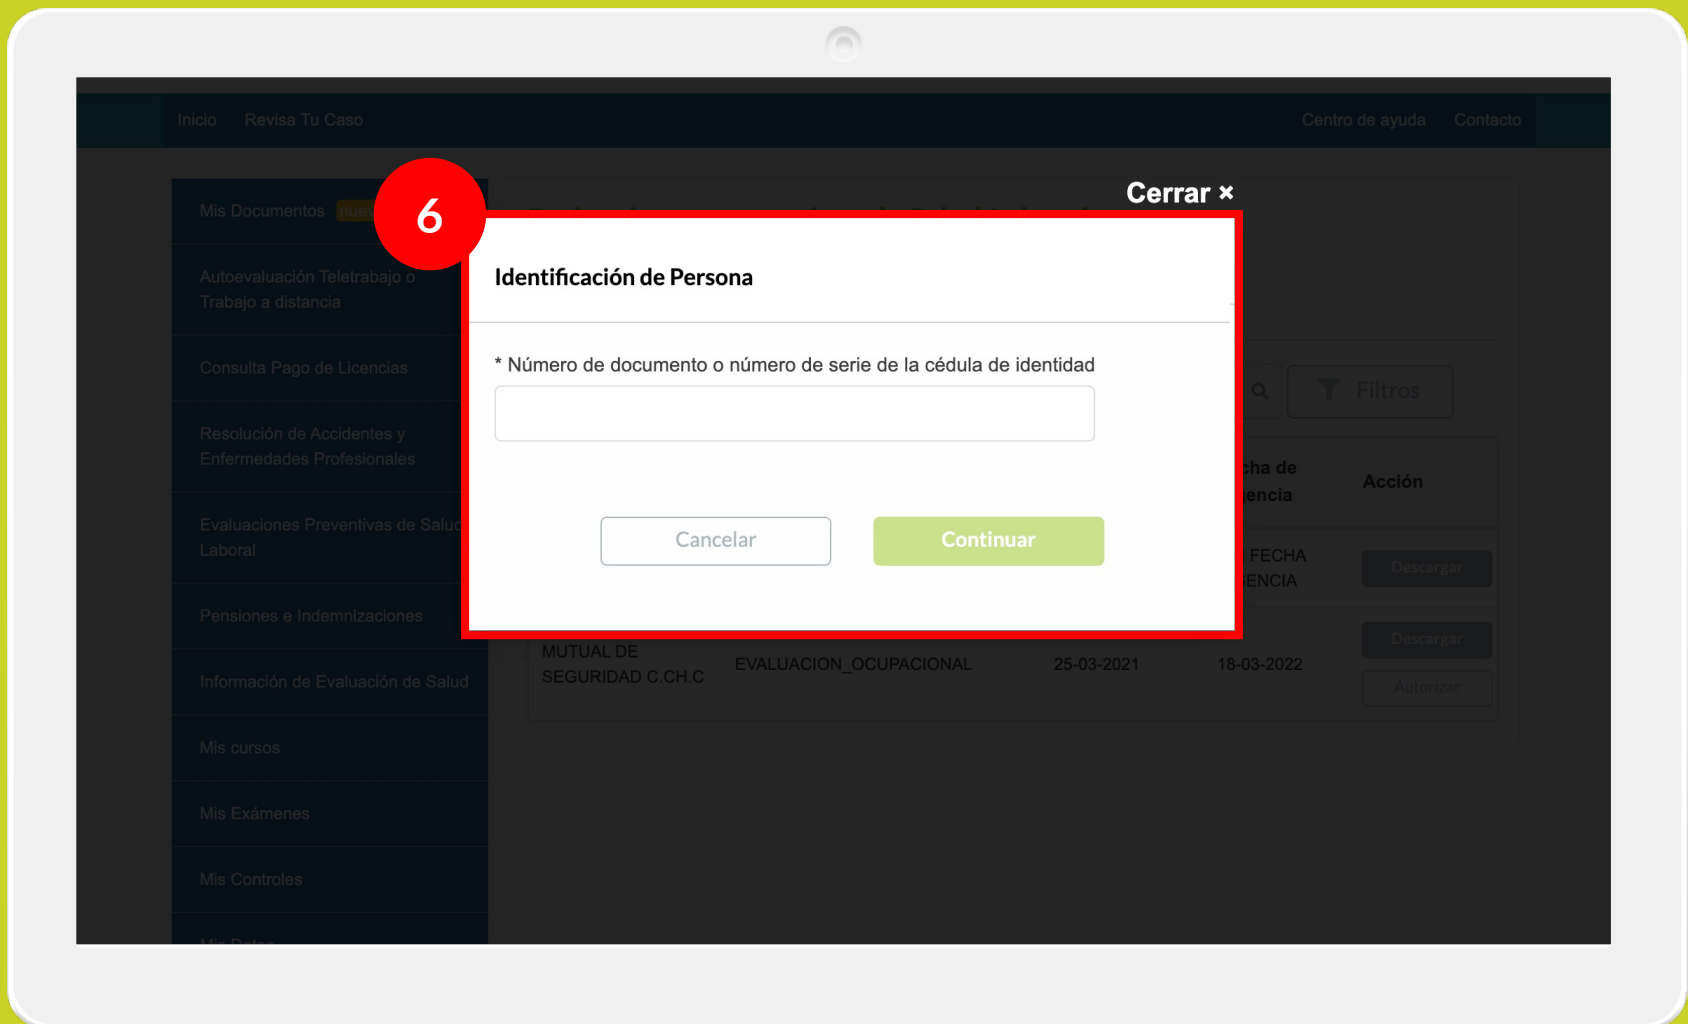 Inicio Revisa Tu Caso Centro de ayuda Contacto
6
Cerrar ×
Mis Documentos
Autoevaluación Teletrabajo o
Trabajo a distancia
Consulta Pago de Licencias
Resolución de Accidentes y
Enfermedades Profesionales
Evaluaciones Preventivas de Salud
Laboral
Pensiones e Indemnizaciones
Información de Evaluación de Salud
Mis cursos
Mis Exámenes
Mis Controles
Identificación de Persona
* Número de documento o número de serie de la cédula de identidad
Cancelar Continuar
Filtros
Acción
FECHA
Descargar
MUTUAL DE
SEGURIDAD C.CH.C
EVALUACION_OCUPACIONAL 25-03-2021 18-03-2022
Descargar
Autorizar